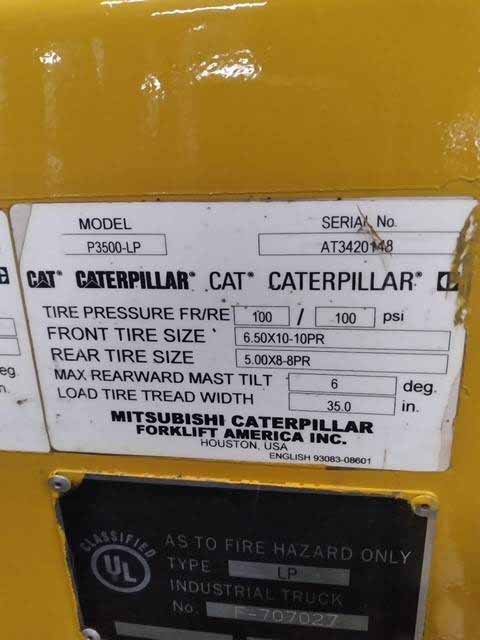 MODEL SERIAL No.
P3500-LP AT3420148
CAT® CATERPILLAR® CAT® CATERPILLAR®
TIRE PRESSURE FR/RE 100 / 100 psi
FRONT TIRE SIZE 6.50X10-10PR
REAR TIRE SIZE 5.00X8-8PR
MAX REARWARD MAST TILT 6 deg.
LOAD TIRE TREAD WIDTH 35.0 in.
MITSUBISHI CATERPILLAR
FORKLIFT AMERICA INC.
HOUSTON, USA
ENGLISH 93083-08601
eg.
n.
CLASSIFIED
UL
AS TO FIRE HAZARD ONLY
TYPE LP
INDUSTRIAL TRUCK
No. F-707027